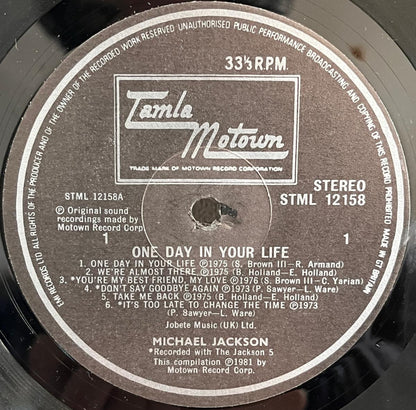 EMI RECORDS LTD ALL RIGHTS OF THE PRODUCER AND OF THE OWNER OF THE RECORDED WORK RESERVED UNAUTHORISED PUBLIC PERFORMANCE BROADCASTING AND COPYING OF THIS RECORD PROHIBITED MADE IN GT BRITAIN
33⅓ R.P.M.
Tamla
Motown
TRADE MARK OF MOTOWN RECORD CORPORATION
STEREO
STML 12158A
STML 12158
℗ Original sound
recordings made by
Motown Record Corp.
1
1
ONE DAY IN YOUR LIFE
1. ONE DAY IN YOUR LIFE ℗1975 (S. Brown III-R. Armand)
2. WE'RE ALMOST THERE ℗1975 (B. Holland-E. Holland)
3. *YOU'RE MY BEST FRIEND, MY LOVE ℗1976 (S. Brown III-C. Yarian)
4. *DON'T SAY GOODBYE AGAIN ℗1973 (P. Sawyer-L. Ware)
5. TAKE ME BACK ℗1975 (B. Holland-E. Holland)
6. *IT'S TOO LATE TO CHANGE THE TIME ℗1973
(P. Sawyer-L. Ware)
Jobete Music (UK) Ltd.
MICHAEL JACKSON
*Recorded with The Jackson 5
This compilation ℗1981 by
Motown Record Corp.